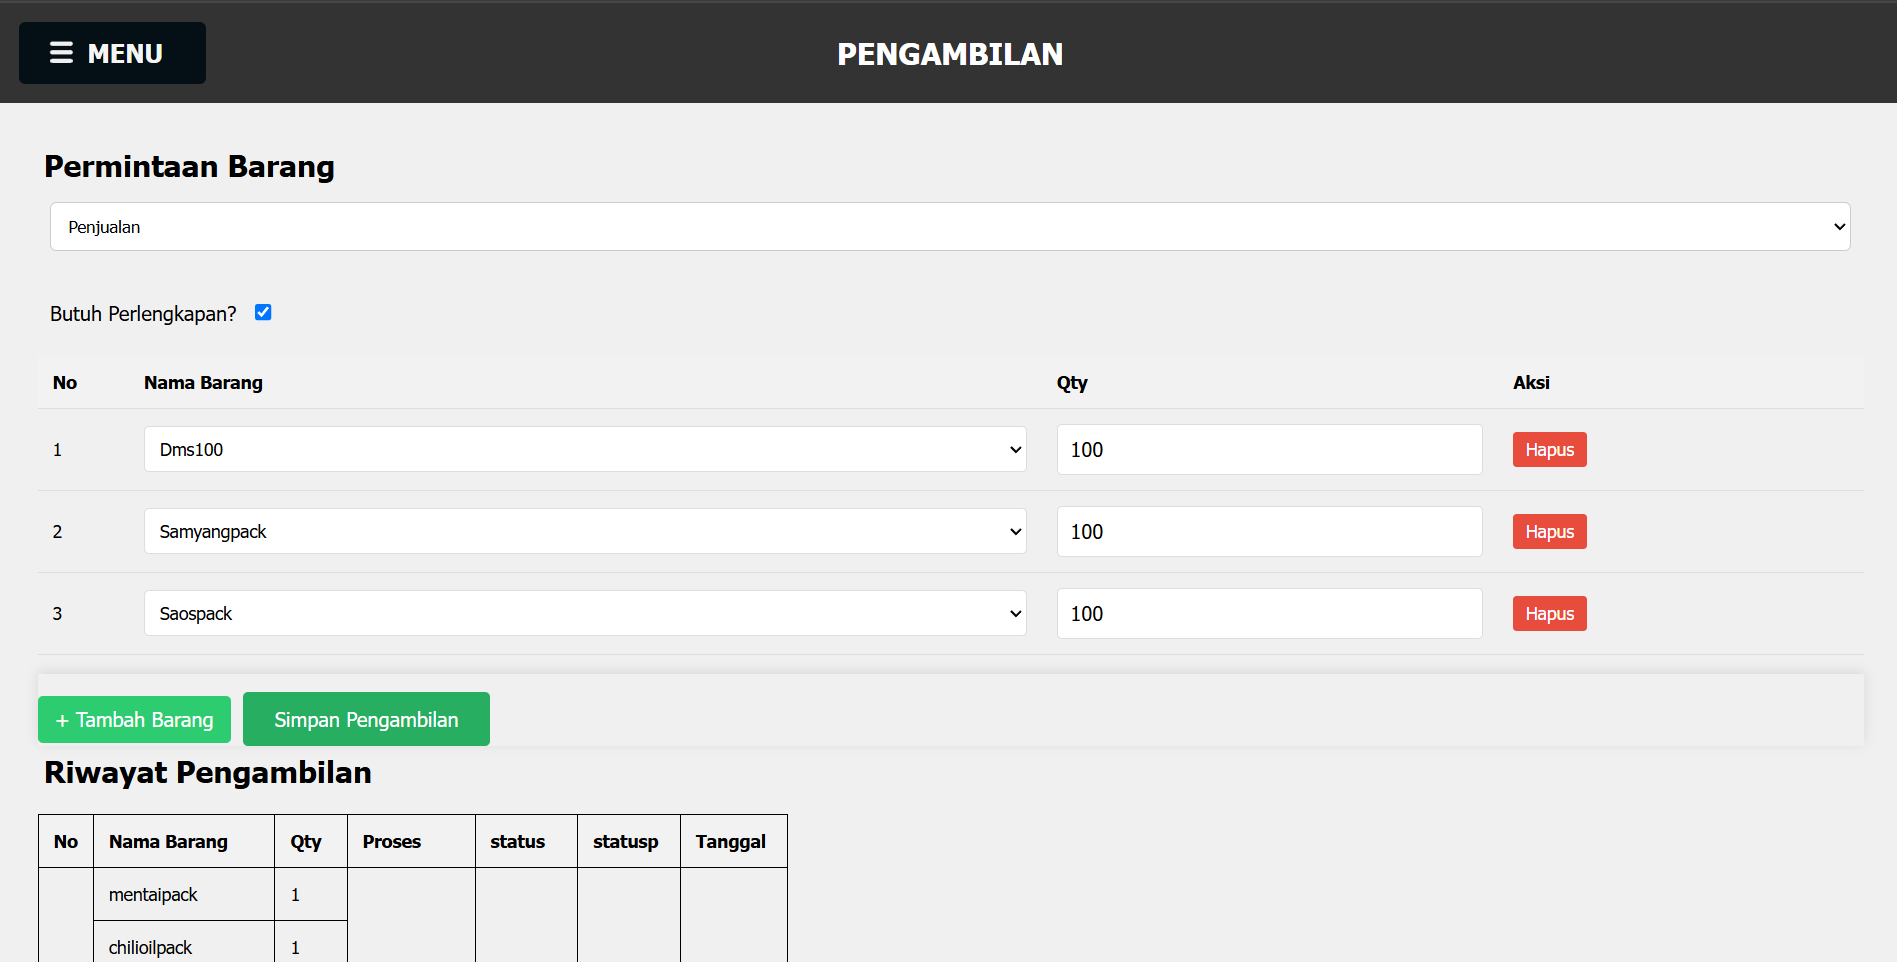 MENU
PENGAMBILAN
Permintaan Barang
Penjualan
Butuh Perlengkapan?
No Nama Barang Qty Aksi
1 Dms100 100 Hapus
2 Samyangpack 100 Hapus
3 Saospack 100 Hapus
+ Tambah Barang Simpan Pengambilan
Riwayat Pengambilan
No Nama Barang Qty Proses status statusp Tanggal
mentaipack 1
chilioilpack 1